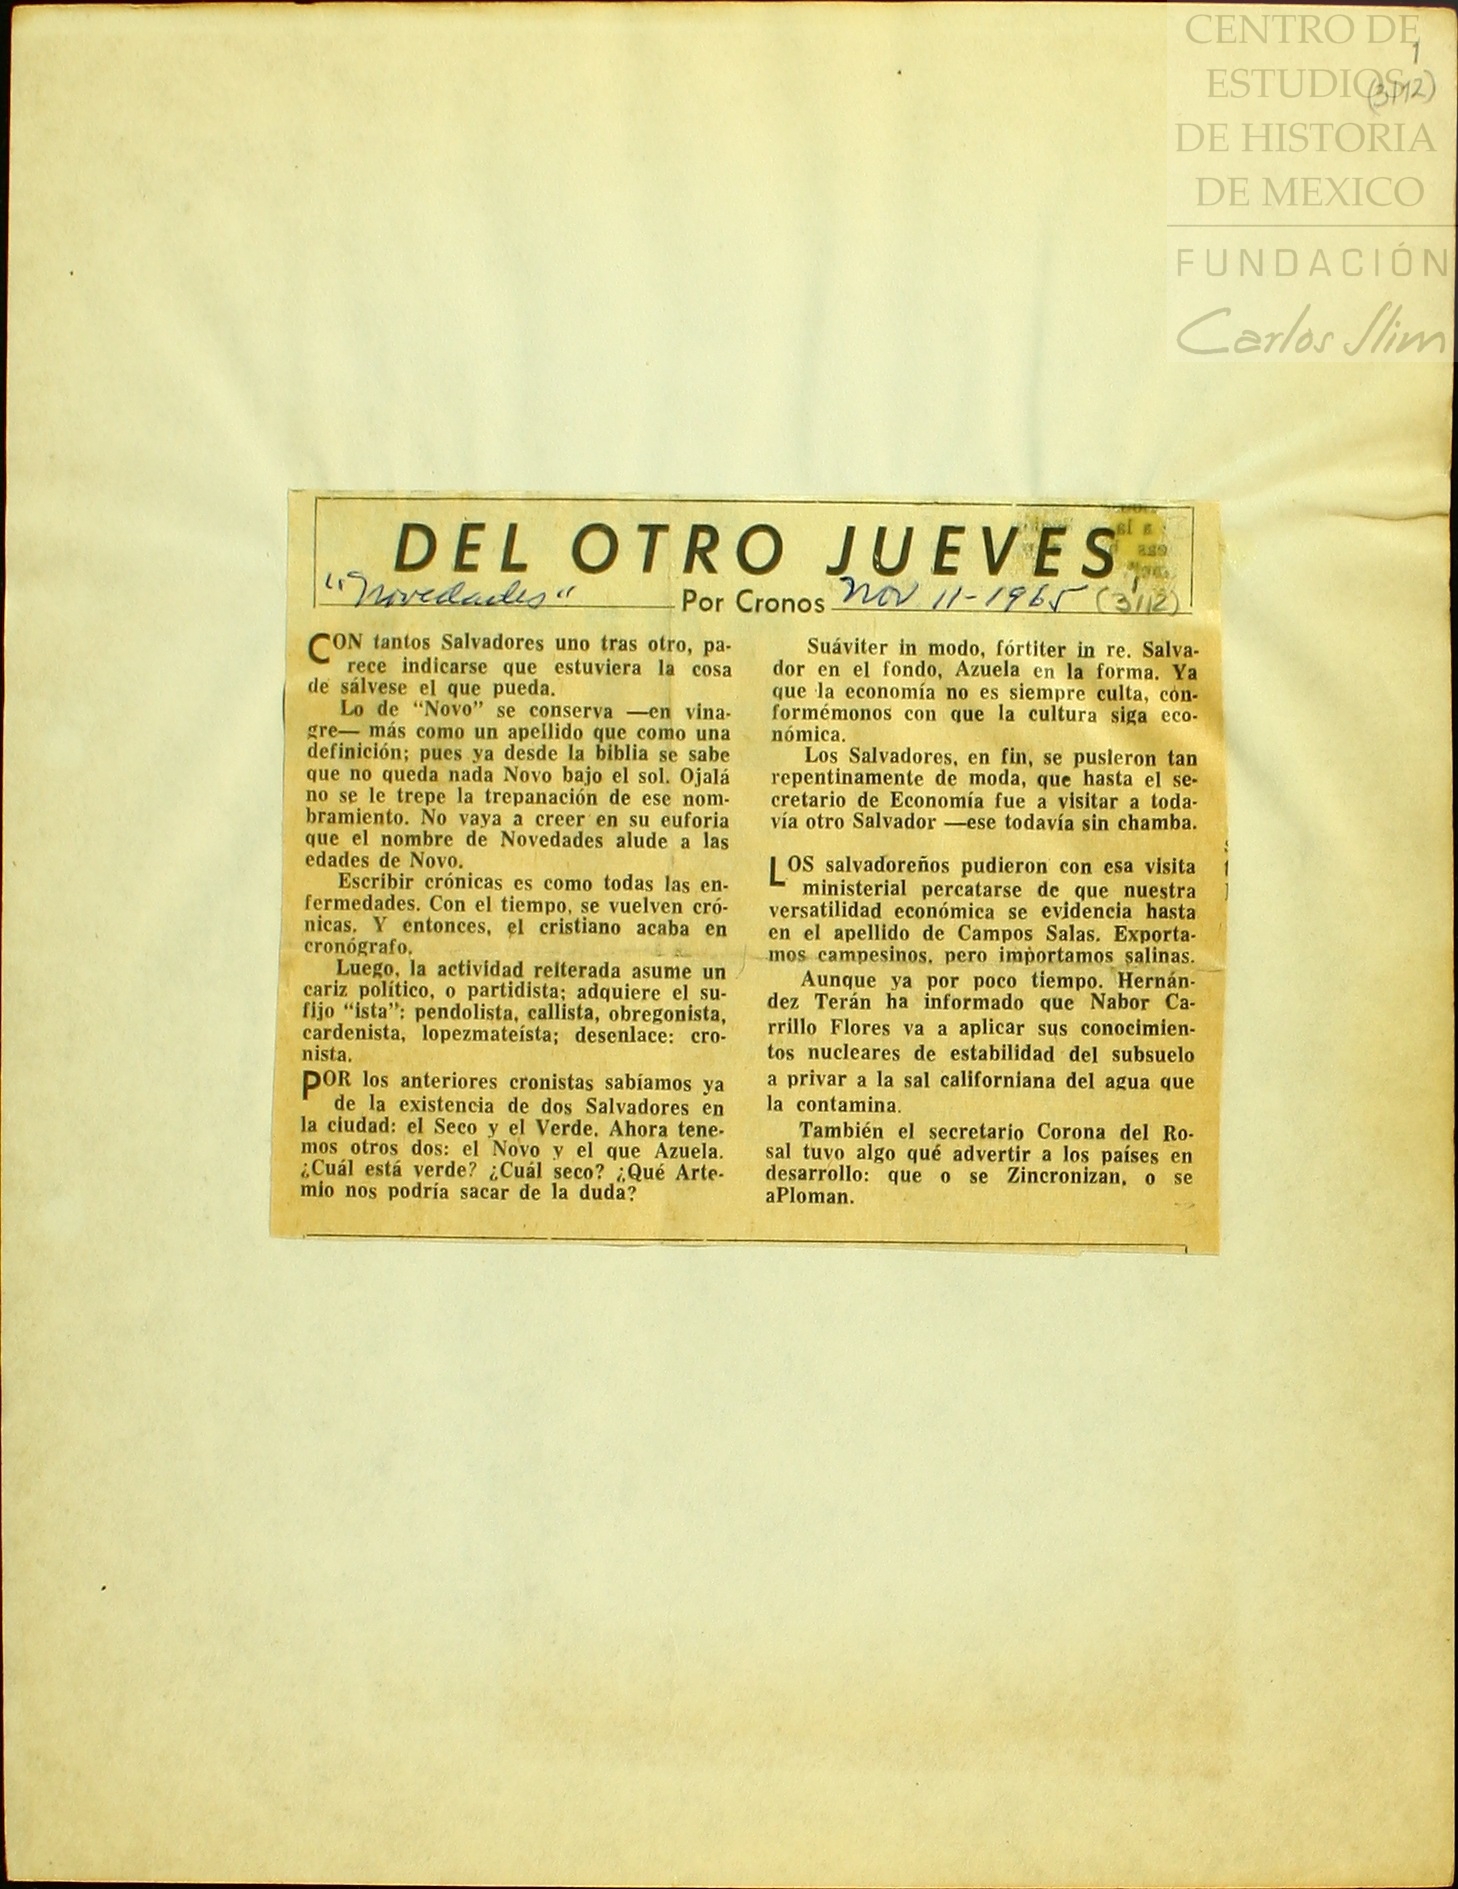 CENTRO DE
ESTUDIOS
DE HISTORIA
DE MEXICO
FUNDACIÓN
Carlos Slim
1
(3/12)
DEL OTRO JUEVES
"Novedades"
Por Cronos
Nov 11-1965 (3/12)
CON tantos Salvadores uno tras otro, pa-
rece indicarse que estuviera la cosa
de sálvese el que pueda.
Lo de "Novo" se conserva —en vina-
gre— más como un apellido que como una
definición; pues ya desde la biblia se sabe
que no queda nada Novo bajo el sol. Ojalá
no se le trepe la trepanación de ese nom-
bramiento. No vaya a creer en su euforia
que el nombre de Novedades alude a las
edades de Novo.
Escribir crónicas es como todas las en-
fermedades. Con el tiempo, se vuelven cró-
nicas. Y entonces, el cristiano acaba en
cronógrafo.
Luego, la actividad reiterada asume un
cariz político, o partidista; adquiere el su-
fijo "ista": pendolista, callista, obregonista,
cardenista, lopezmateísta; desenlace: cro-
nista.
POR los anteriores cronistas sabíamos ya
de la existencia de dos Salvadores en
la ciudad: el Seco y el Verde. Ahora tene-
mos otros dos: el Novo y el que Azuela.
¿Cuál está verde? ¿Cuál seco? ¿Qué Arte-
mio nos podría sacar de la duda?
Suáviter in modo, fórtiter in re. Salva-
dor en el fondo, Azuela en la forma. Ya
que la economía no es siempre culta, con-
formémonos con que la cultura siga eco-
nómica.
Los Salvadores, en fin, se pusieron tan
repentinamente de moda, que hasta el se-
cretario de Economía fue a visitar a toda-
vía otro Salvador —ese todavía sin chamba.
LOS salvadoreños pudieron con esa visita
ministerial percatarse de que nuestra
versatilidad económica se evidencia hasta
en el apellido de Campos Salas. Exporta-
mos campesinos, pero importamos salinas.
Aunque ya por poco tiempo. Hernán-
dez Terán ha informado que Nabor Ca-
rrillo Flores va a aplicar sus conocimien-
tos nucleares de estabilidad del subsuelo
a privar a la sal californiana del agua que
la contamina.
También el secretario Corona del Ro-
sal tuvo algo qué advertir a los países en
desarrollo: que o se Zincronizan, o se
aPloman.